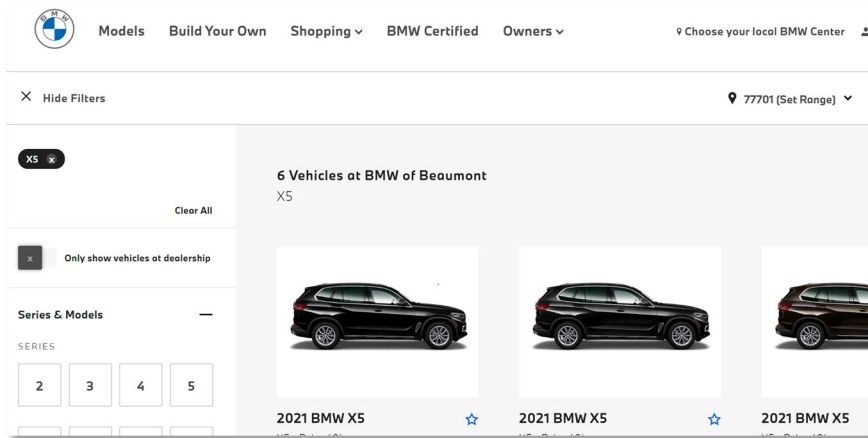 BMW
Models Build Your Own Shopping BMW Certified Owners Choose your local BMW Center
X Hide Filters 77701 (Set Range)
X5 x
6 Vehicles at BMW of Beaumont
X5
Clear All
x Only show vehicles at dealership
Series & Models
SERIES
2 3 4 5
2021 BMW X5 2021 BMW X5 2021 BMW X5